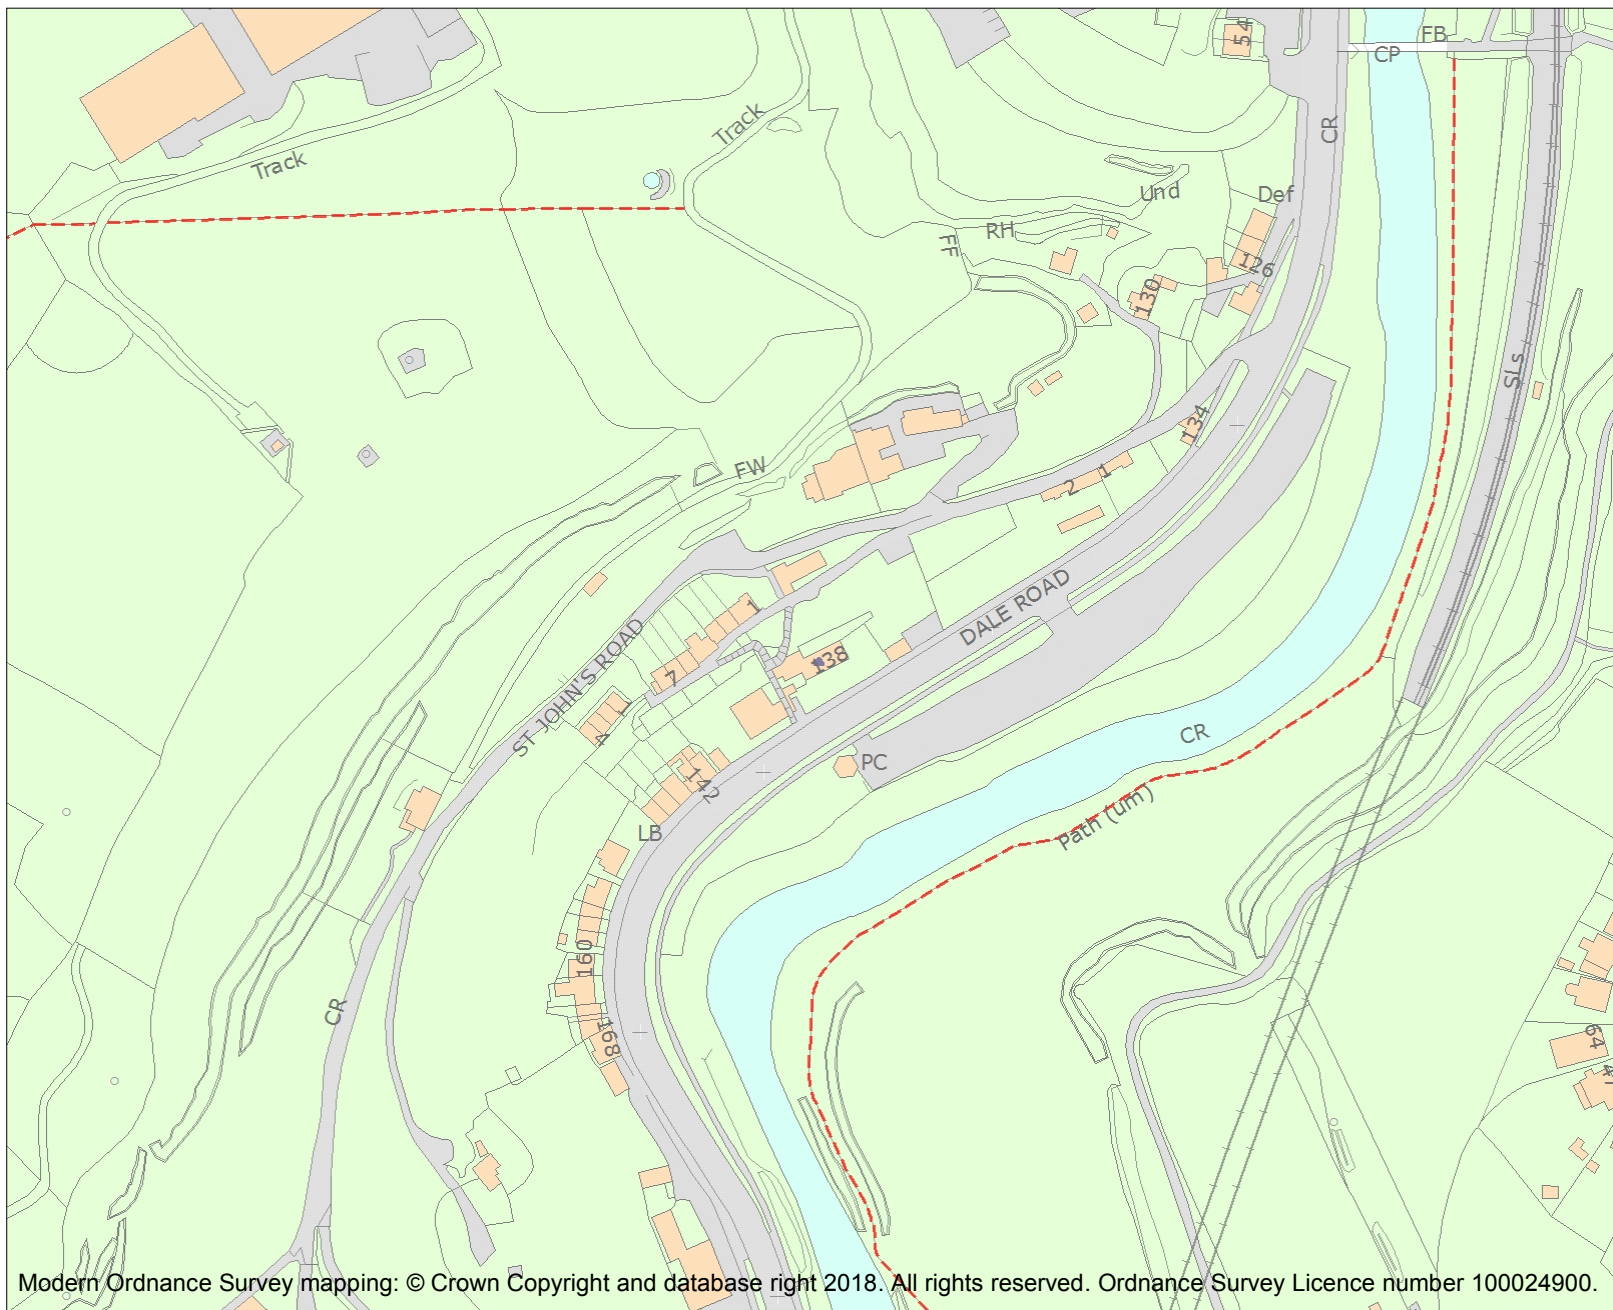 54
FB
CP
CR
Track
Track
Und
Def
RH
FF
126
130
SLs
134
FW
1
2
DALE ROAD
1
138
ST JOHN'S ROAD
7
1
4
CR
PC
142
Path (um)
LB
160
CR
168
64
Modern Ordnance Survey mapping: © Crown Copyright and database right 2018. All rights reserved. Ordnance Survey Licence number 100024900.